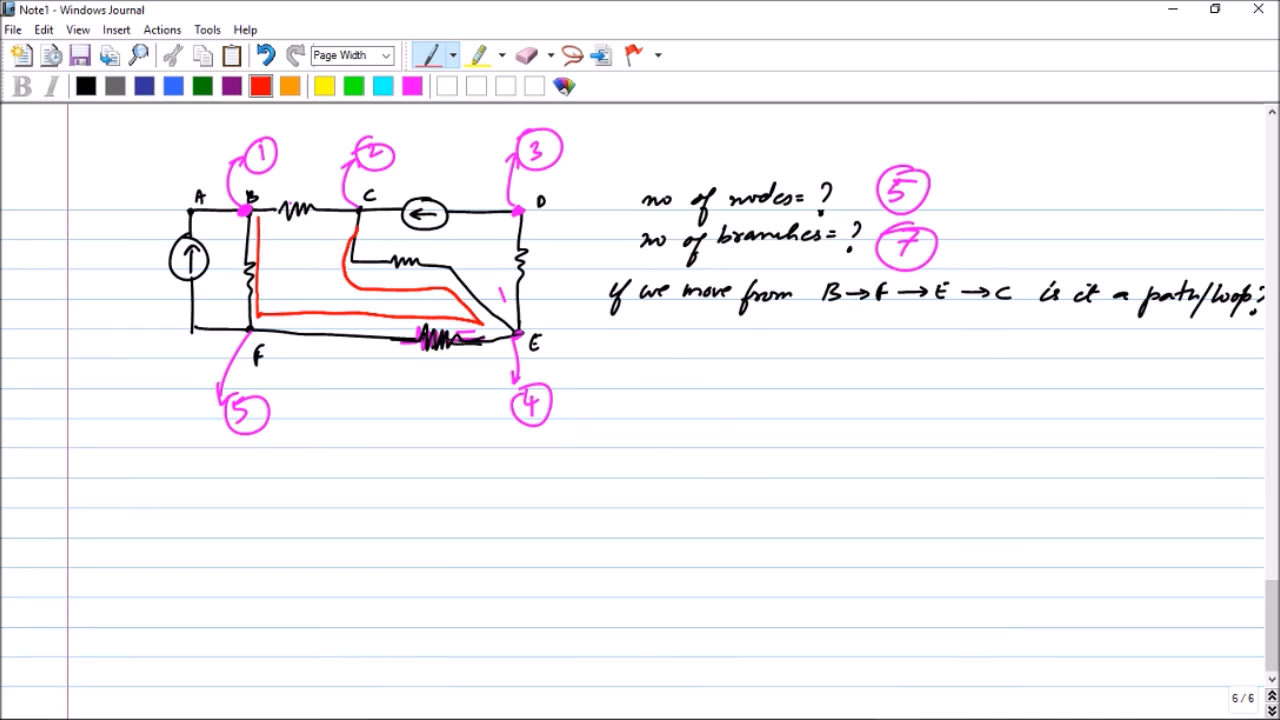 Note1 - Windows Journal
File Edit View Insert Actions Tools Help
Page Width
B I
1 2 3
A B C D
no of nodes= ? 5
no of branches= ? 7
If we move from B→F→E→C is it a path/loop?
F E
5 4
6 / 6